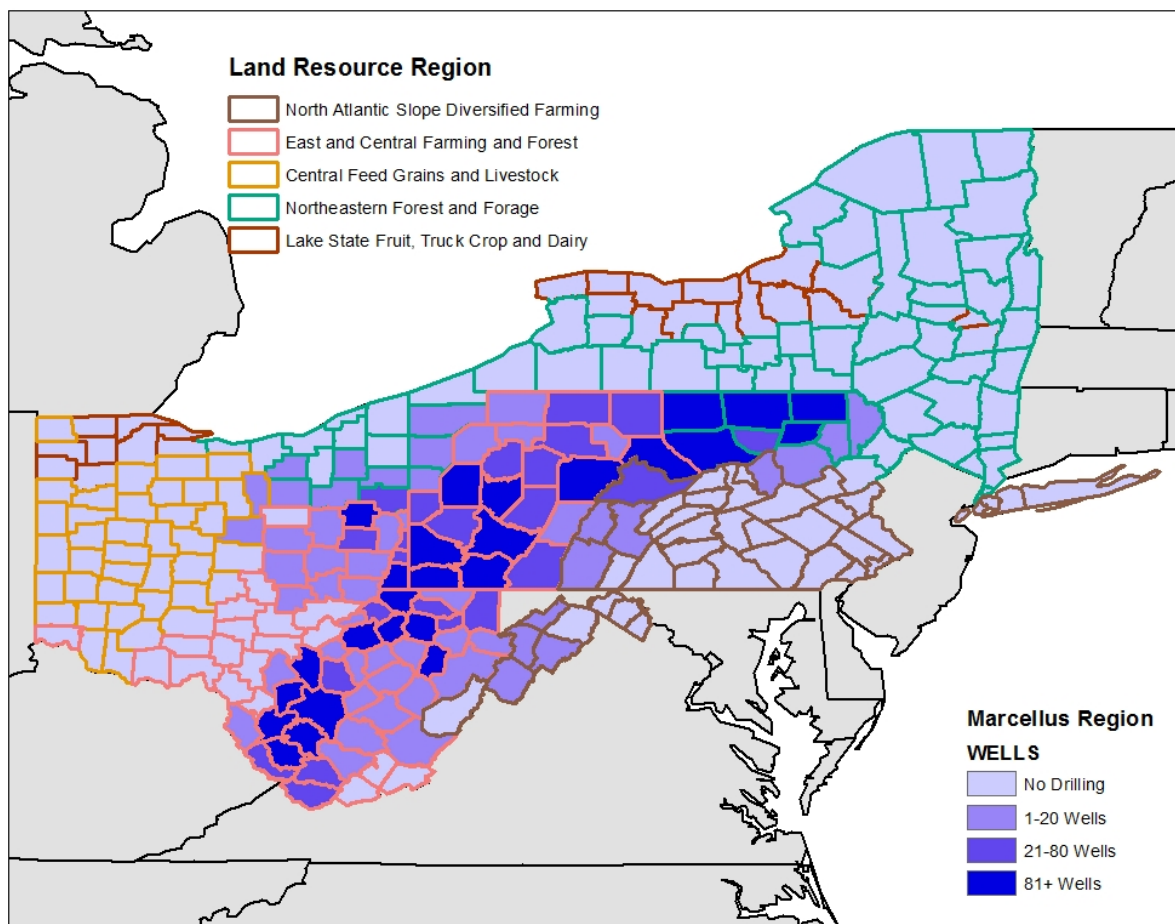 Land Resource Region
North Atlantic Slope Diversified Farming
East and Central Farming and Forest
Central Feed Grains and Livestock
Northeastern Forest and Forage
Lake State Fruit, Truck Crop and Dairy
Marcellus Region
WELLS
No Drilling
1-20 Wells
21-80 Wells
81+ Wells